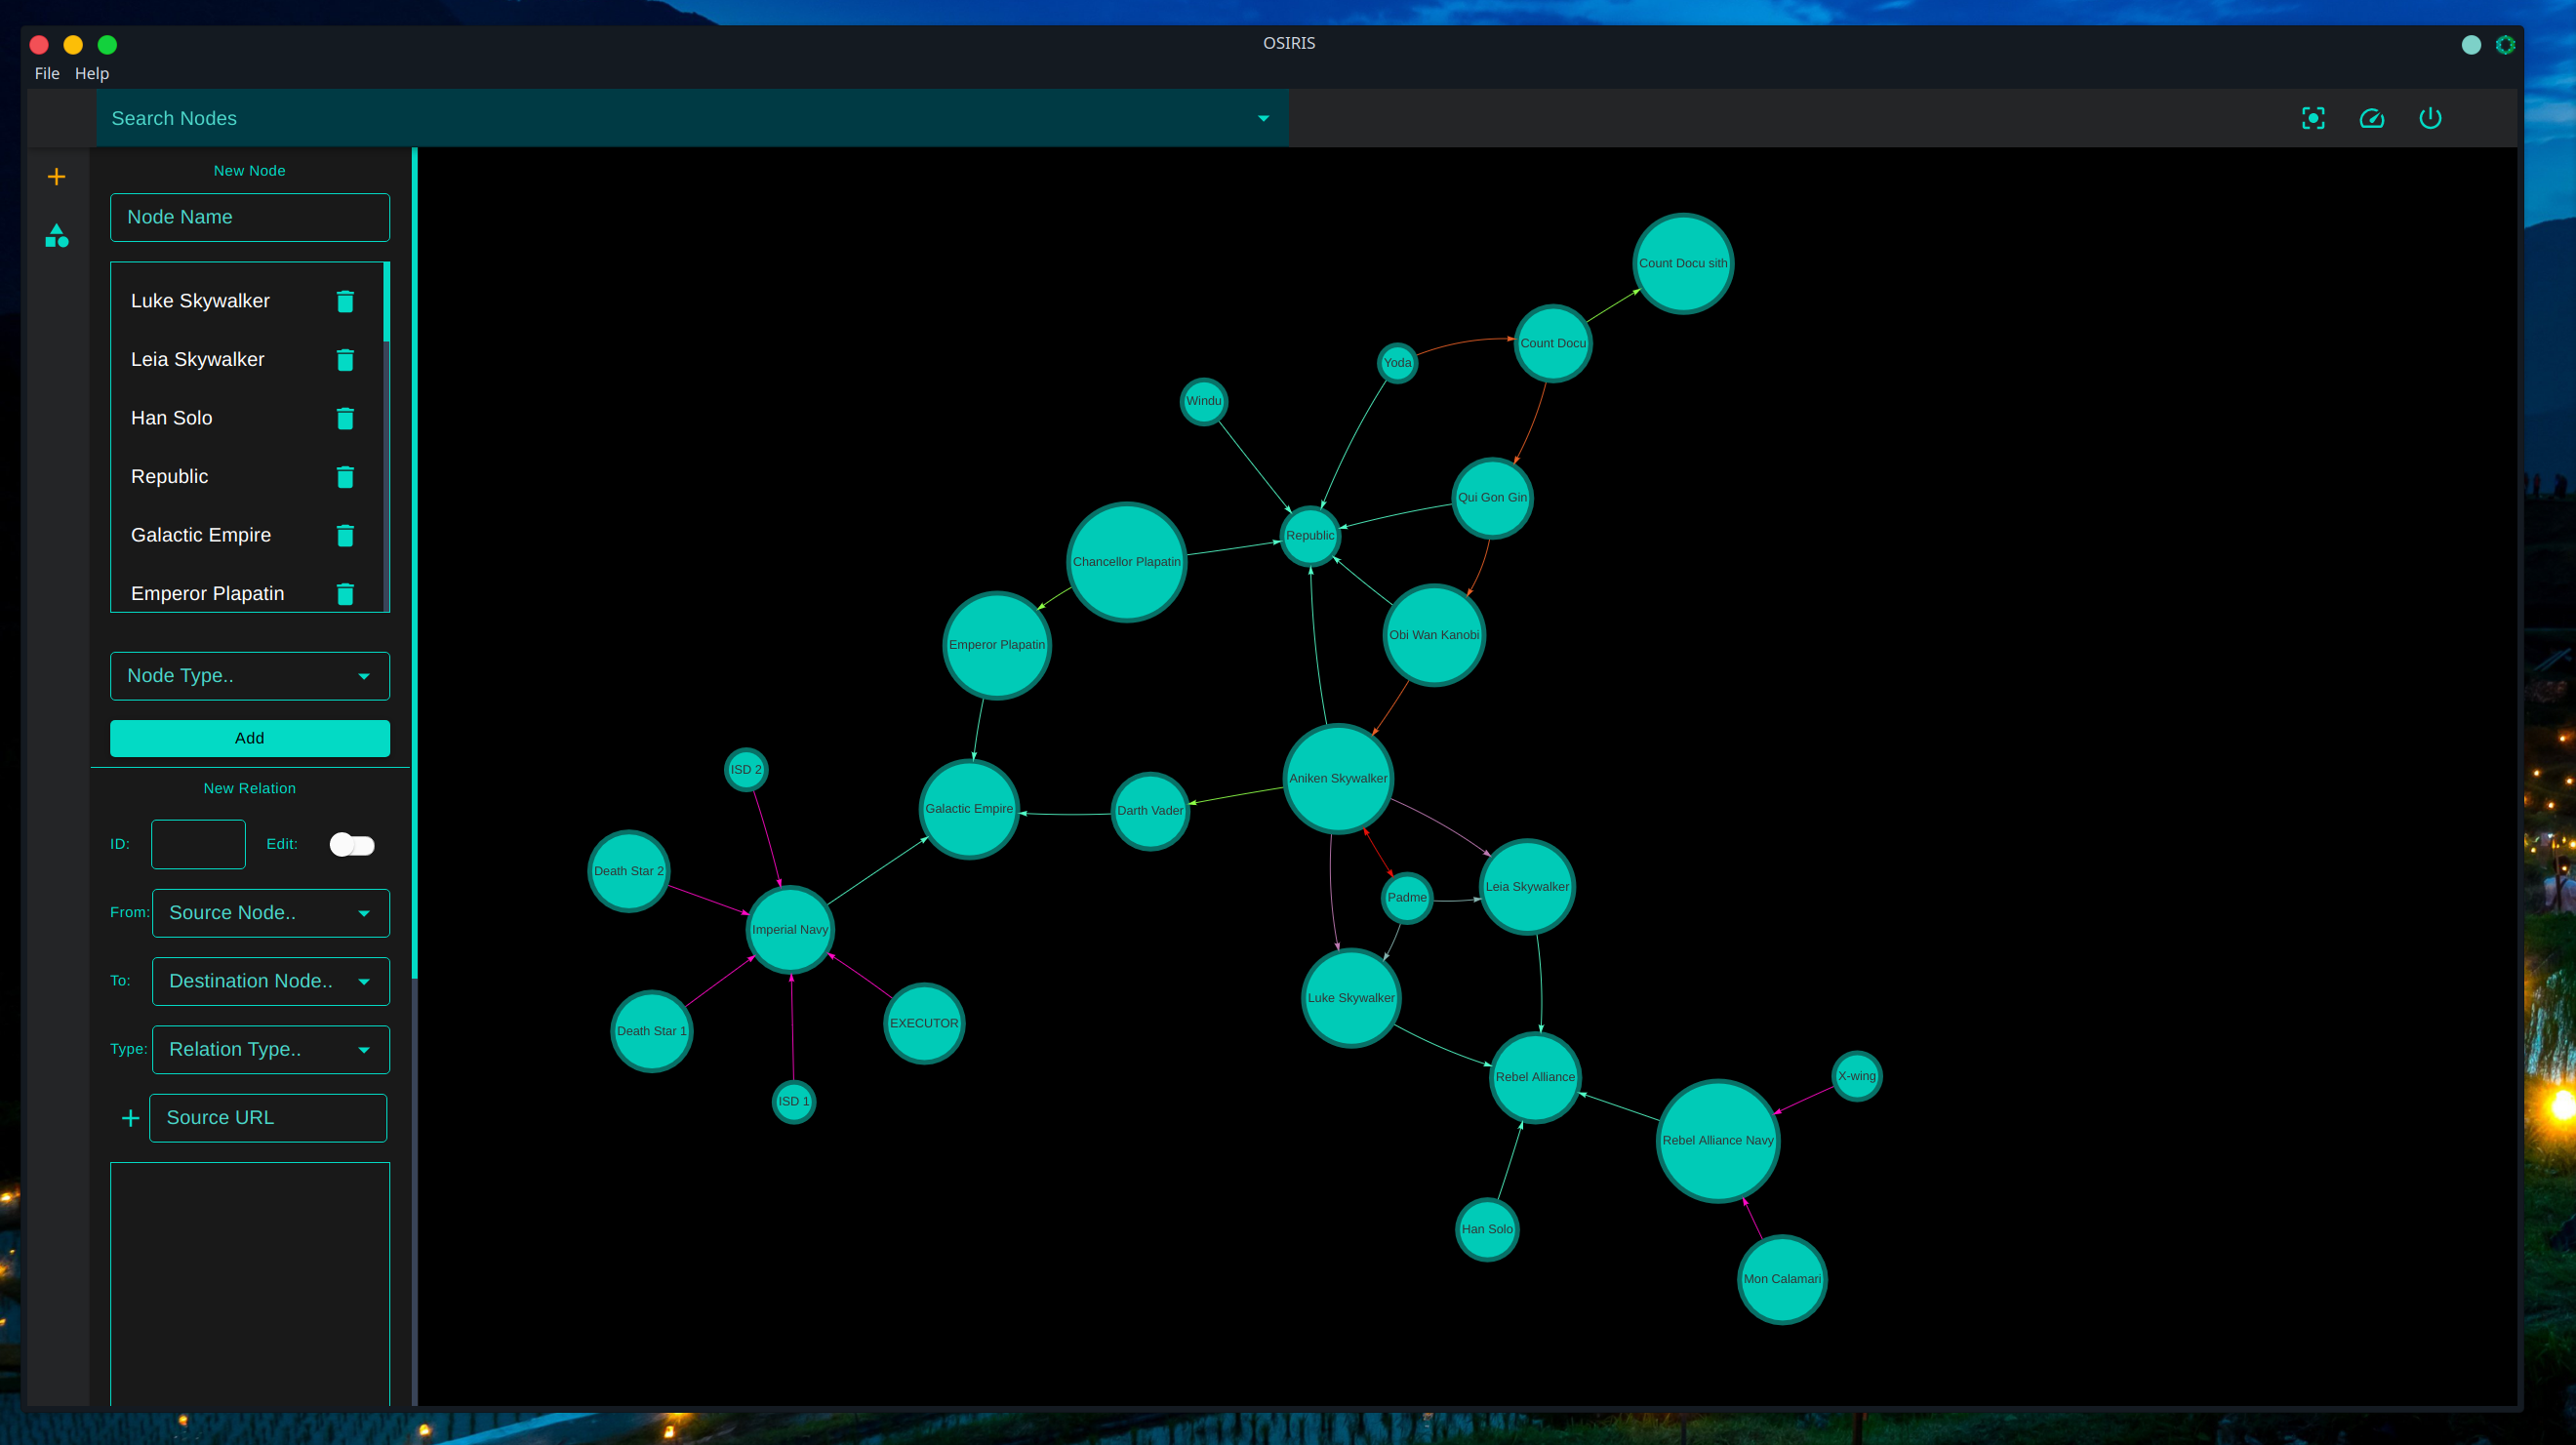 OSIRIS
File Help
Search Nodes
New Node
Node Name
Luke Skywalker
Leia Skywalker
Han Solo
Republic
Galactic Empire
Emperor Plapatin
Node Type..
Add
New Relation
ID:
Edit:
From: Source Node..
To: Destination Node..
Type: Relation Type..
Source URL
Count Docu sith
Count Docu
Yoda
Windu
Qui Gon Gin
Republic
Chancellor Plapatin
Obi Wan Kanobi
Emperor Plapatin
ISD 2
Aniken Skywalker
Galactic Empire
Darth Vader
Death Star 2
Leia Skywalker
Padme
Imperial Navy
Luke Skywalker
EXECUTOR
Death Star 1
Rebel Alliance
X-wing
ISD 1
Rebel Alliance Navy
Han Solo
Mon Calamari